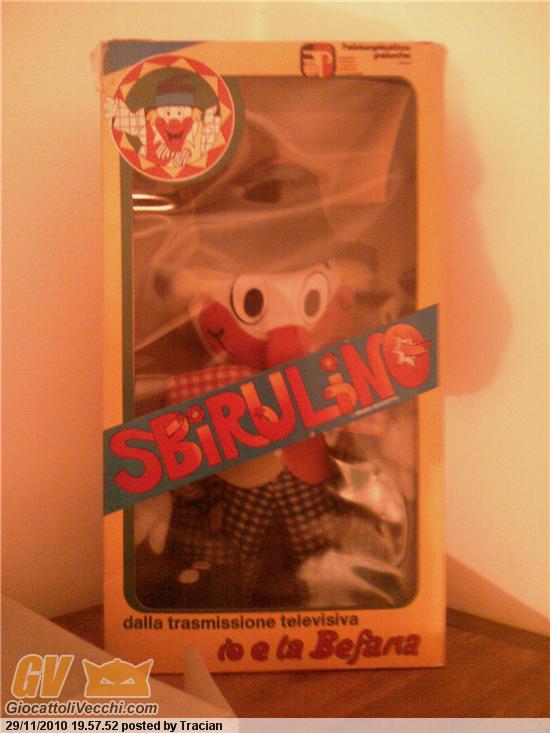 SBiRULiNO
dalla trasmissione televisiva
io e la Befana
GV
GiocattoliVecchi.com
29/11/2010 19.57.52 posted by Tracian